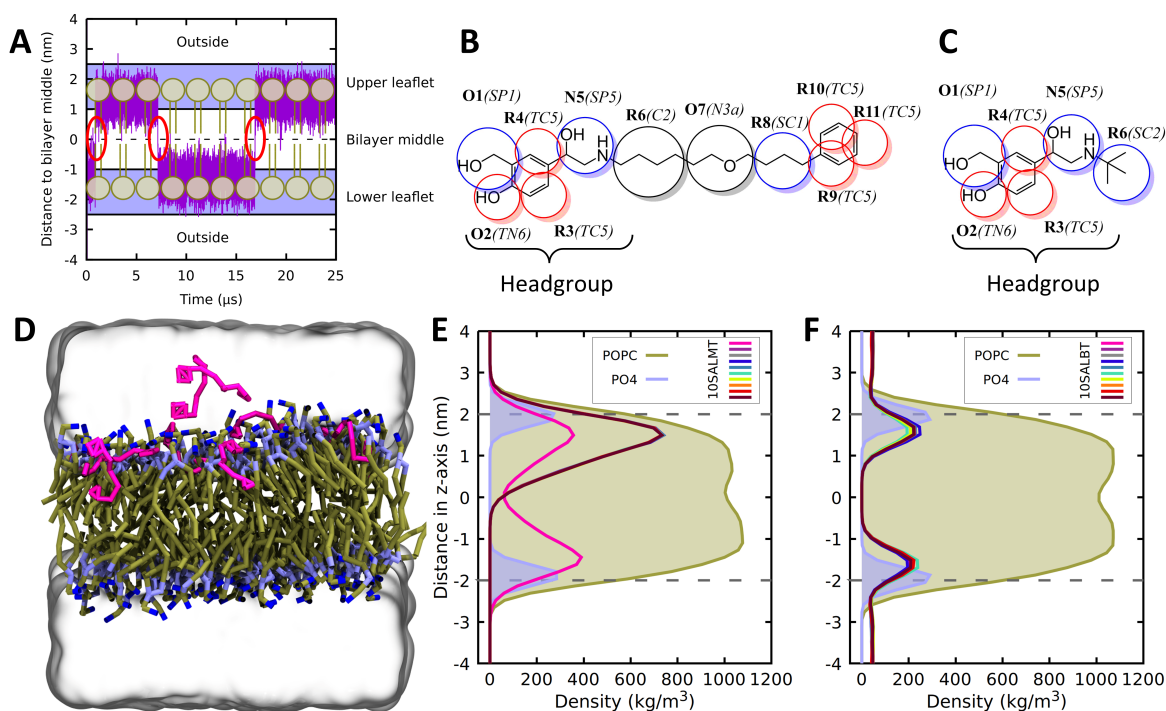 A
4
3
2
1
0
-1
-2
-3
-4
Distance to bilayer middle (nm)
Outside
Outside
Upper leaflet
Bilayer middle
Lower leaflet
0 5 10 15 20 25
Time (μs)
B
O1(SP1)
R4(TC5)
N5(SP5)
R6(C2)
O7(N3a)
R8(SC1)
R10(TC5)
R11(TC5)
R9(TC5)
OH
HO
N
H
O
HO
O2(TN6)
R3(TC5)
Headgroup
C
O1(SP1)
R4(TC5)
N5(SP5)
R6(SC2)
OH
HO
N
H
HO
O2(TN6)
R3(TC5)
Headgroup
D
E
4
3
2
1
0
-1
-2
-3
-4
Distance in z-axis (nm)
POPC
PO4
10SALMT
0 200 400 600 800 1000 1200
Density (kg/m³)
F
4
3
2
1
0
-1
-2
-3
-4
POPC
PO4
10SALBT
0 200 400 600 800 1000 1200
Density (kg/m³)